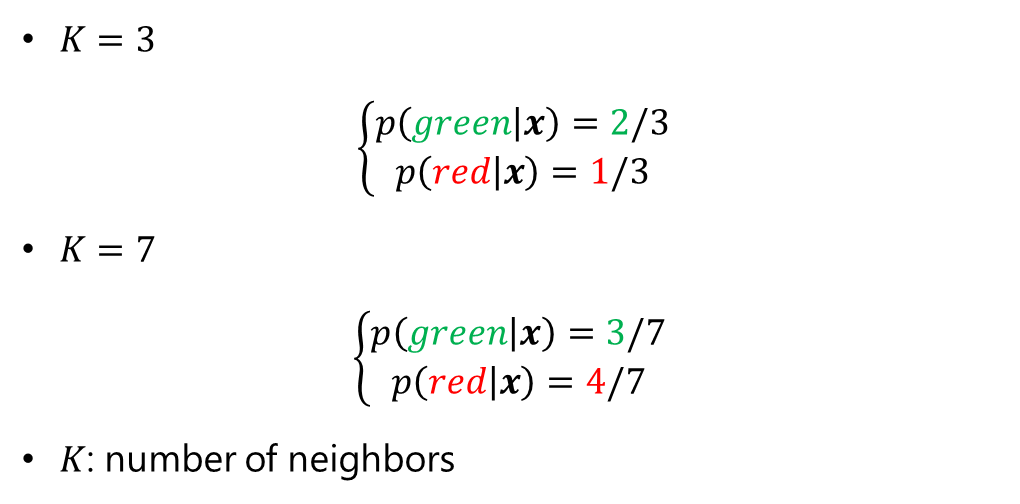 • K = 3
p(green|x) = 2/3
p(red|x) = 1/3
• K = 7
p(green|x) = 3/7
p(red|x) = 4/7
• K: number of neighbors